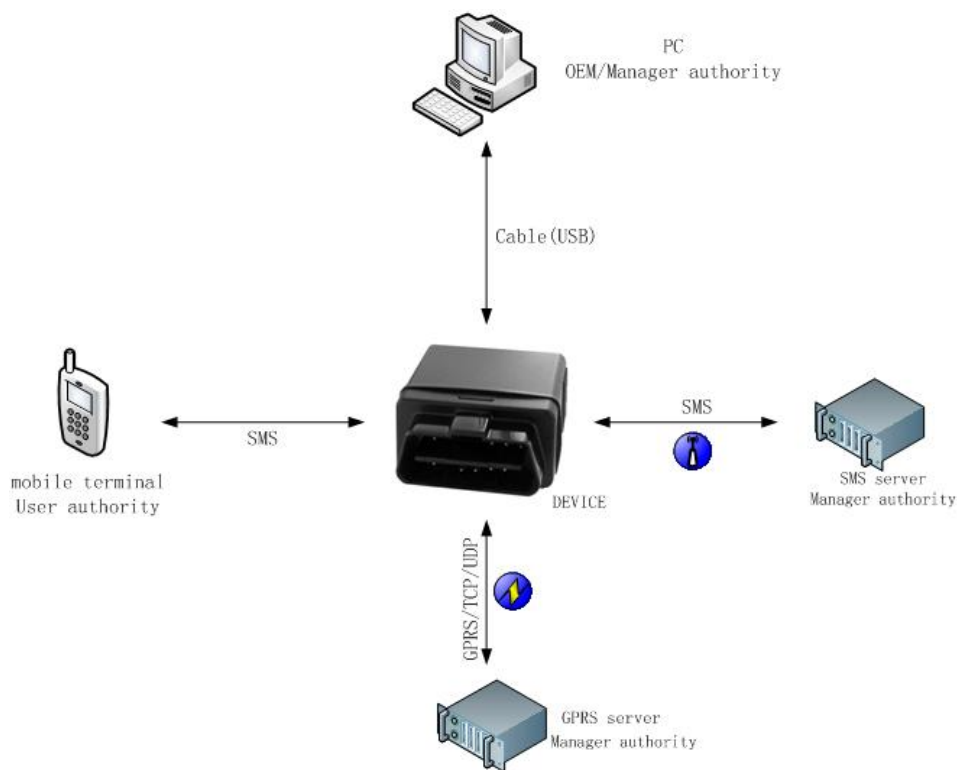 PC
OEM/Manager authority
Cable(USB)
SMS
SMS
mobile terminal
User authority
DEVICE
SMS server
Manager authority
GPRS/TCP/UDP
GPRS server
Manager authority